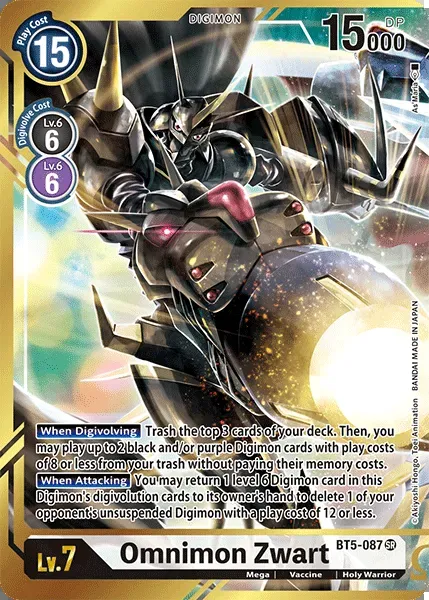 Play Cost
15
DIGIMON
15000
DP
Digivolve Cost
Lv.6
6
Lv.6
6
As'Maria
When Digivolving Trash the top 3 cards of your deck. Then, you
may play up to 2 black and/or purple Digimon cards with play costs
of 8 or less from your trash without paying their memory costs.
When Attacking You may return 1 level 6 Digimon card in this
Digimon's digivolution cards to its owner's hand to delete 1 of your
opponent's unsuspended Digimon with a play cost of 12 or less.
©Akiyoshi Hongo, Toei Animation BANDAI MADE IN JAPAN
Lv.7
Omnimon Zwart
BT5-087 SR
Mega | Vaccine | Holy Warrior